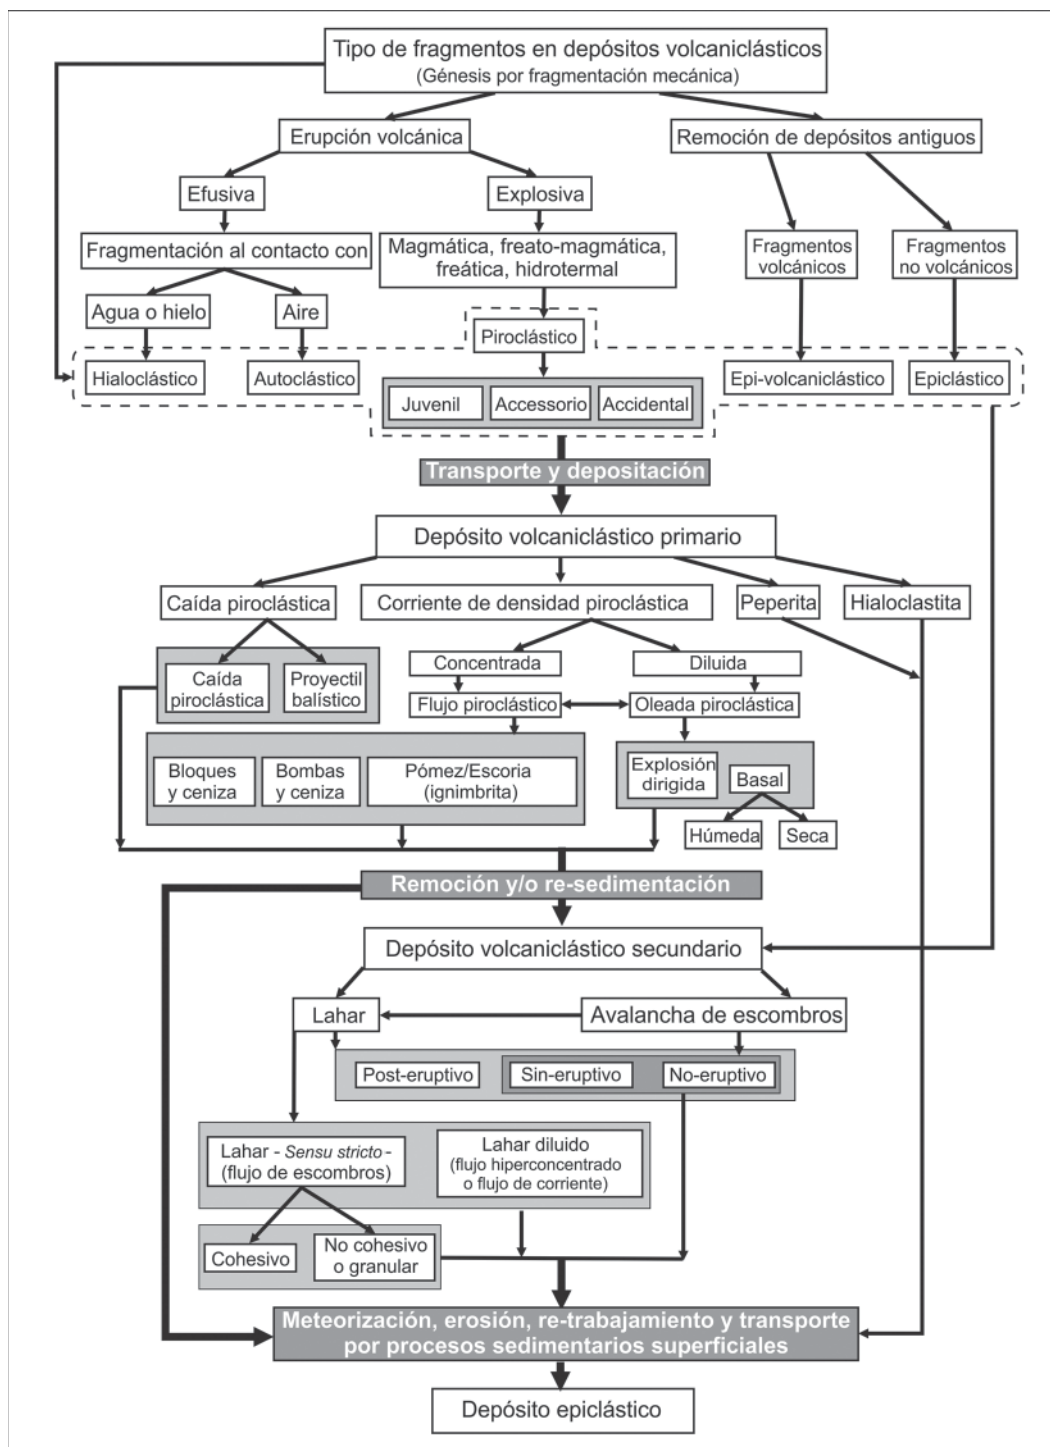 Tipo de fragmentos en depósitos volcaniclásticos
(Génesis por fragmentación mecánica)
Erupción volcánica
Remoción de depósitos antiguos
Efusiva
Explosiva
Fragmentación al contacto con
Magmática, freato-magmática,
freática, hidrotermal
Fragmentos
volcánicos
Fragmentos
no volcánicos
Agua o hielo
Aire
Piroclástico
Hialoclástico
Autoclástico
Epi-volcaniclástico
Epiclástico
Juvenil
Accessorio
Accidental
Transporte y depositación
Depósito volcaniclástico primario
Caída piroclástica
Corriente de densidad piroclástica
Peperita
Hialoclastita
Concentrada
Diluida
Caída
piroclástica
Proyectil
balístico
Flujo piroclástico
Oleada piroclástica
Bloques
y ceniza
Bombas
y ceniza
Pómez/Escoria
(ignimbrita)
Explosión
dirigida
Basal
Húmeda
Seca
Remoción y/o re-sedimentación
Depósito volcaniclástico secundario
Lahar
Avalancha de escombros
Post-eruptivo
Sin-eruptivo
No-eruptivo
Lahar - Sensu stricto -
(flujo de escombros)
Lahar diluido
(flujo hiperconcentrado
o flujo de corriente)
Cohesivo
No cohesivo
o granular
Meteorización, erosión, re-trabajamiento y transporte
por procesos sedimentarios superficiales
Depósito epiclástico